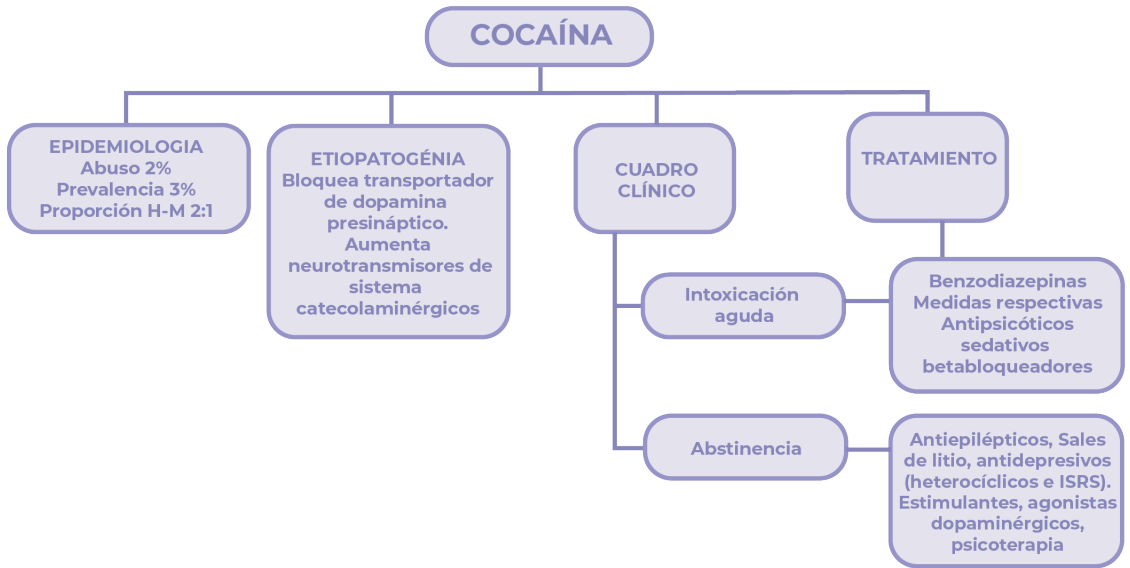 COCAÍNA
EPIDEMIOLOGIA
Abuso 2%
Prevalencia 3%
Proporción H-M 2:1
ETIOPATOGÉNIA
Bloquea transportador
de dopamina
presináptico.
Aumenta
neurotransmisores de
sistema
catecolaminérgicos
CUADRO
CLÍNICO
TRATAMIENTO
Intoxicación
aguda
Benzodiazepinas
Medidas respectivas
Antipsicóticos
sedativos
betabloqueadores
Abstinencia
Antiepilépticos, Sales
de litio, antidepresivos
(heterocíclicos e ISRS).
Estimulantes, agonistas
dopaminérgicos,
psicoterapia